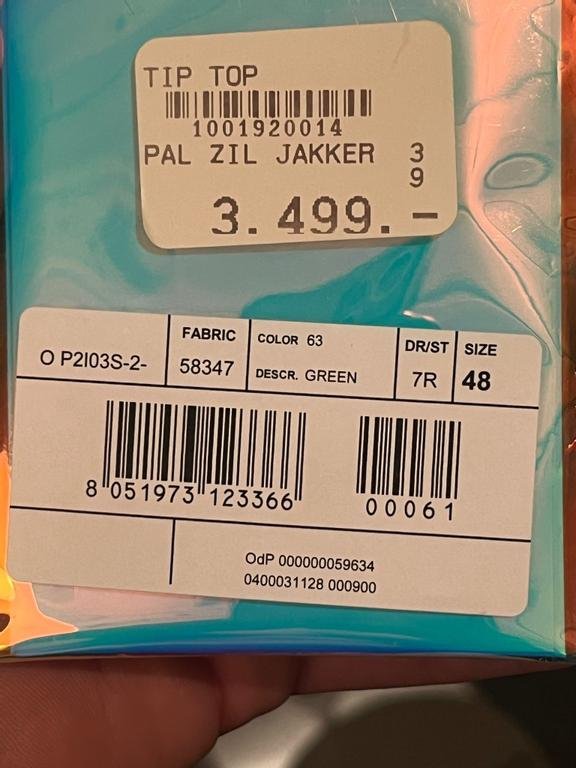 TIP TOP
1001920014
PAL ZIL JAKKER 3
9
3.499.-
O P2I03S-2-
FABRIC
58347
COLOR 63
DESCR. GREEN
DR/ST
7R
SIZE
48
8 051973 123366
00061
OdP 000000059634
0400031128 000900